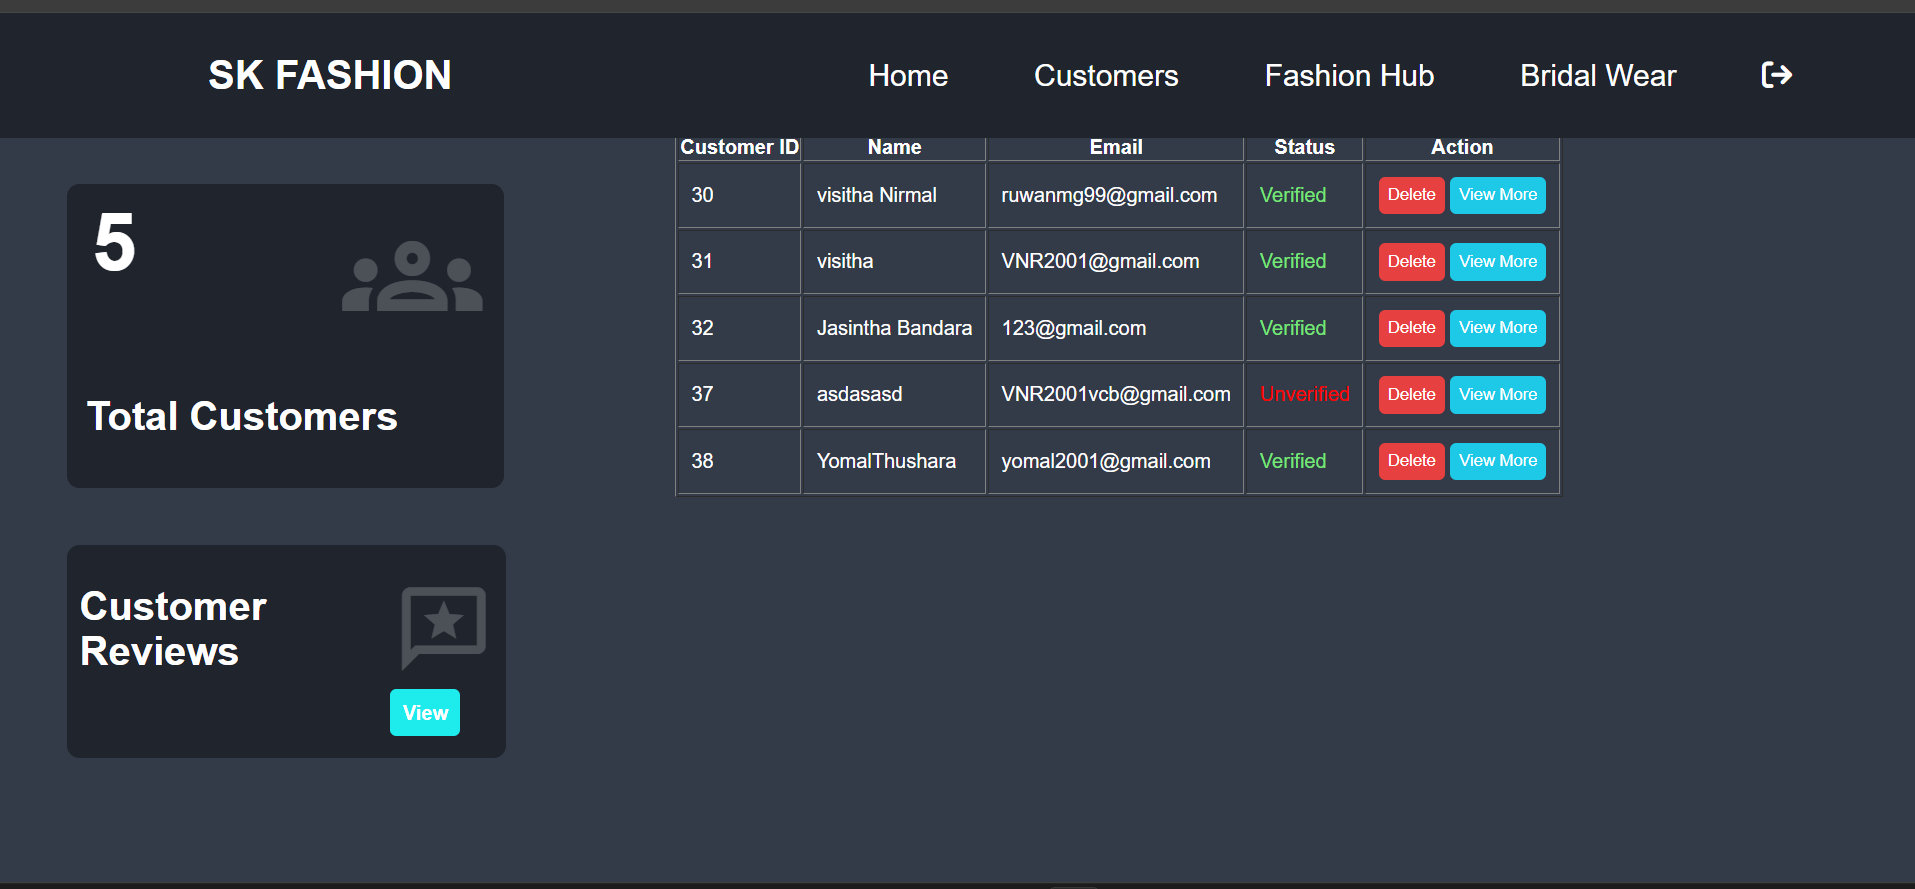 SK FASHION Home Customers Fashion Hub Bridal Wear
Customer ID Name Email Status Action
30 visitha Nirmal ruwanmg99@gmail.com Verified Delete View More
31 visitha VNR2001@gmail.com Verified Delete View More
32 Jasintha Bandara 123@gmail.com Verified Delete View More
37 asdasasd VNR2001vcb@gmail.com Unverified Delete View More
38 YomalThushara yomal2001@gmail.com Verified Delete View More
5
Total Customers
Customer
Reviews
View